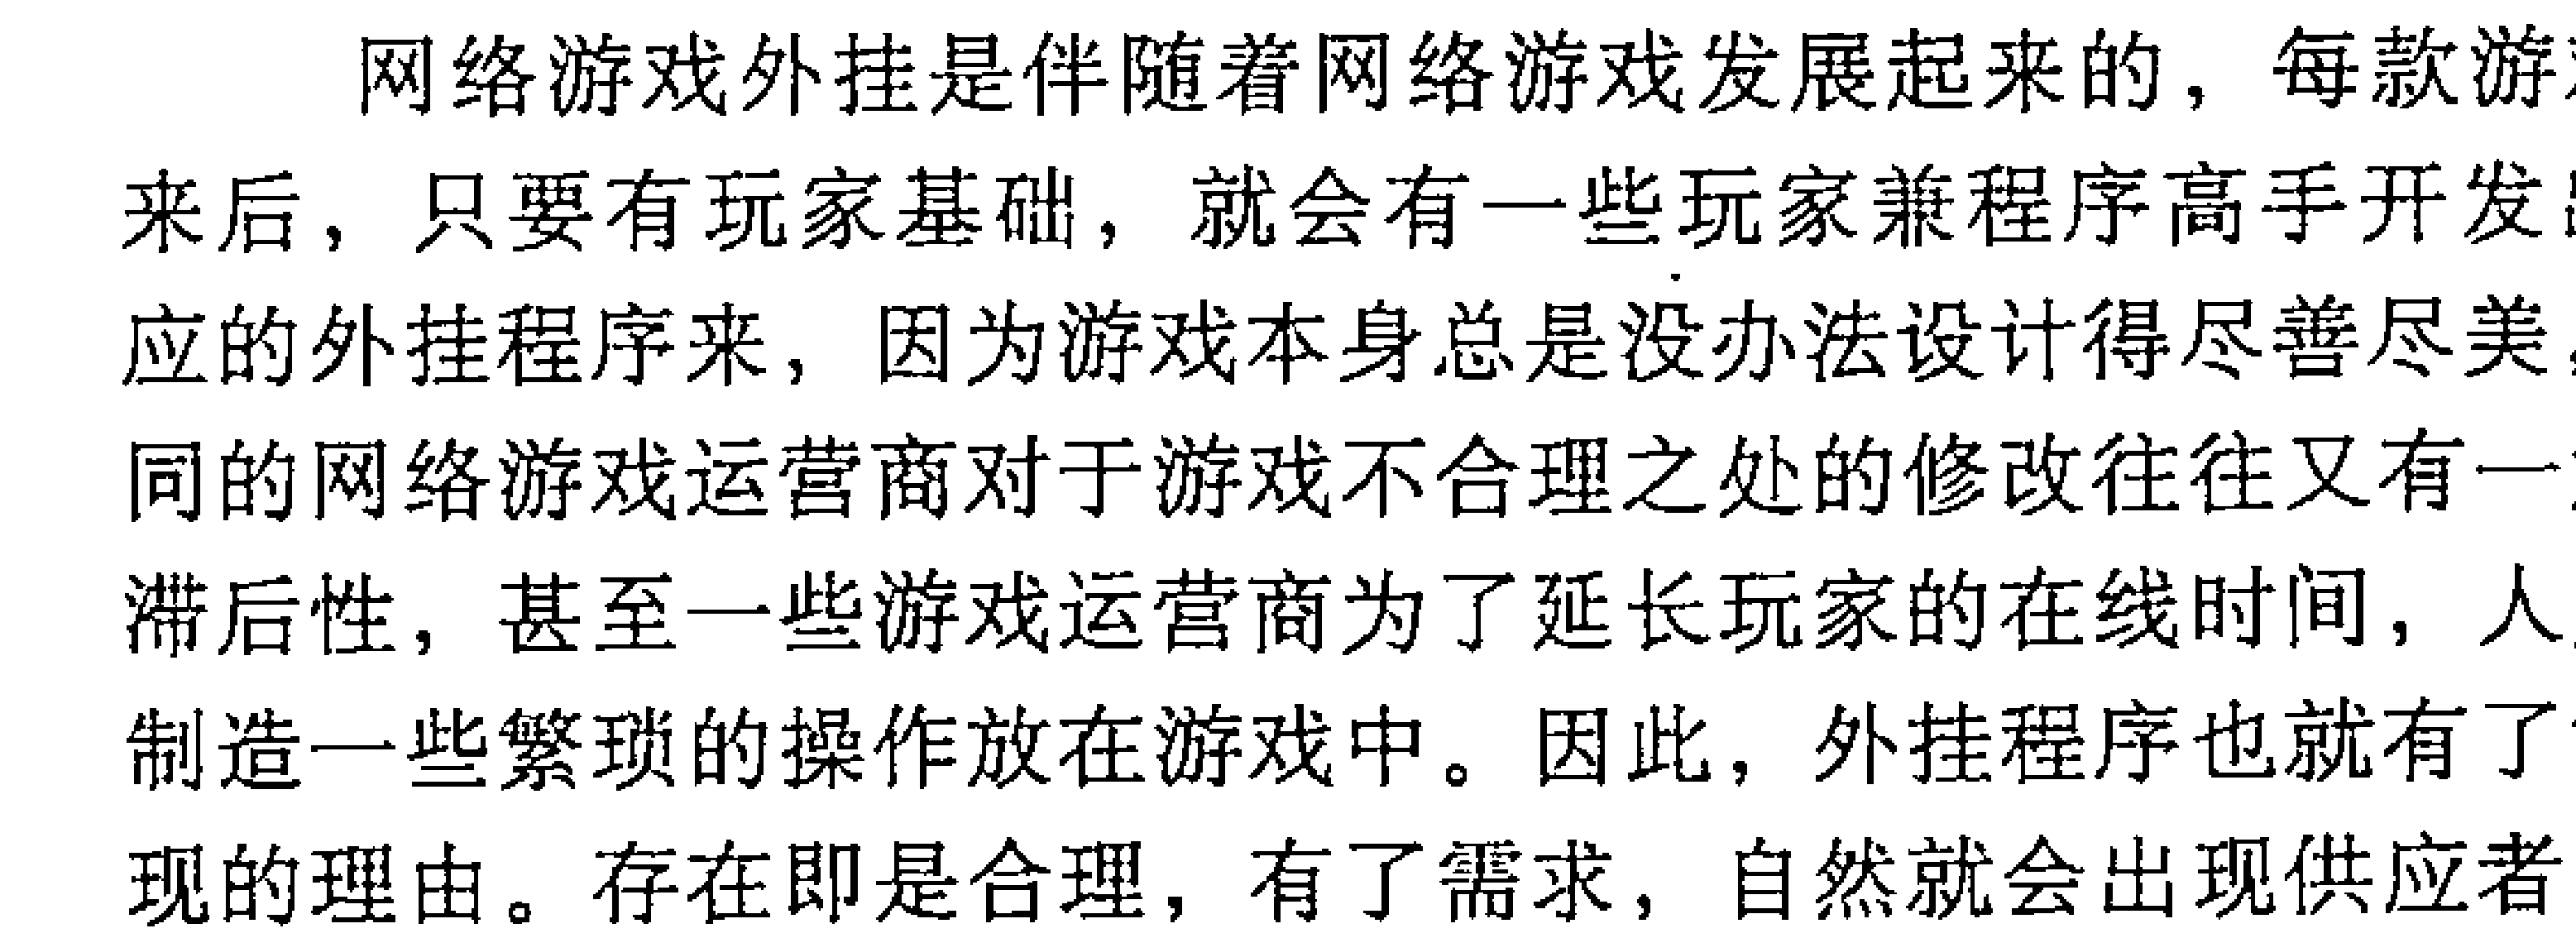 网络游戏外挂是伴随着网络游戏发展起来的，每款游
来后，只要有玩家基础，就会有一些玩家兼程序高手开发
应的外挂程序来，因为游戏本身总是没办法设计得尽善尽美，
同的网络游戏运营商对于游戏不合理之处的修改往往又有一
滞后性，甚至一些游戏运营商为了延长玩家的在线时间，人
制造一些繁琐的操作放在游戏中。因此，外挂程序也就有了
现的理由。存在即是合理，有了需求，自然就会出现供应者